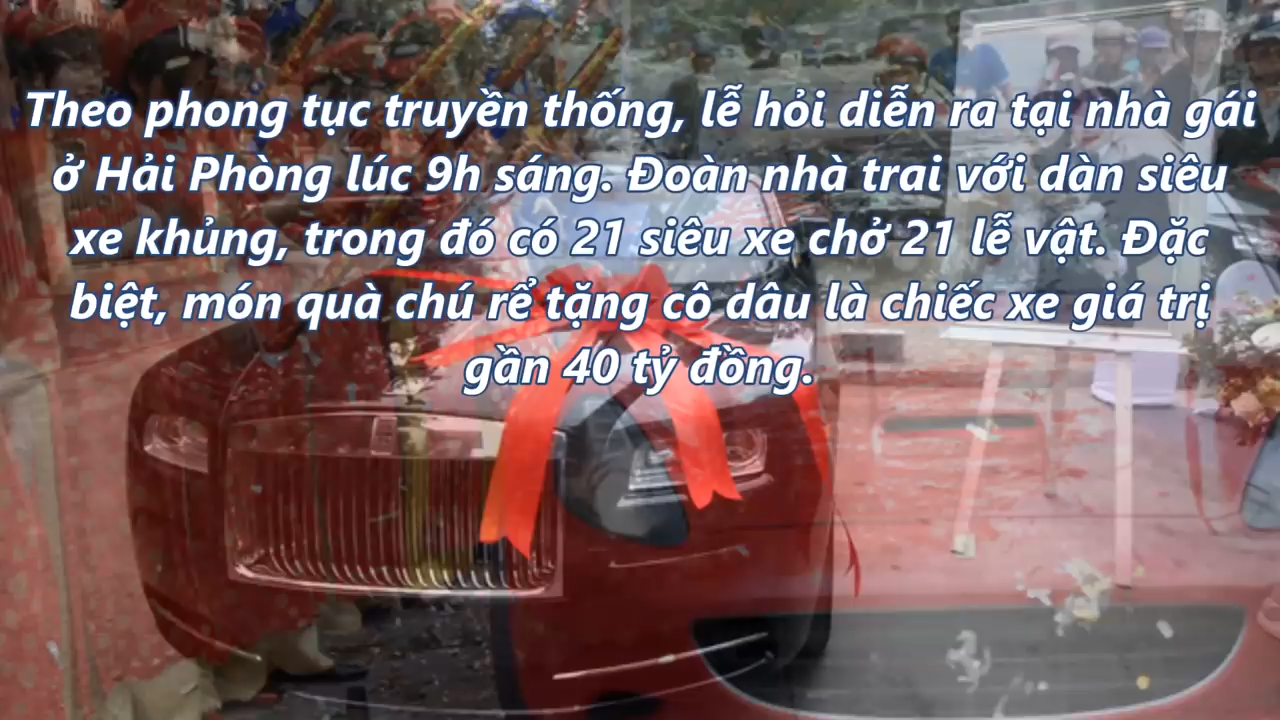 Theo phong tục truyền thống, lễ hỏi diễn ra tại nhà gái
ở Hải Phòng lúc 9h sáng. Đoàn nhà trai với dàn siêu
xe khủng, trong đó có 21 siêu xe chở 21 lễ vật. Đặc
biệt, món quà chú rể tặng cô dâu là chiếc xe giá trị
gần 40 tỷ đồng.